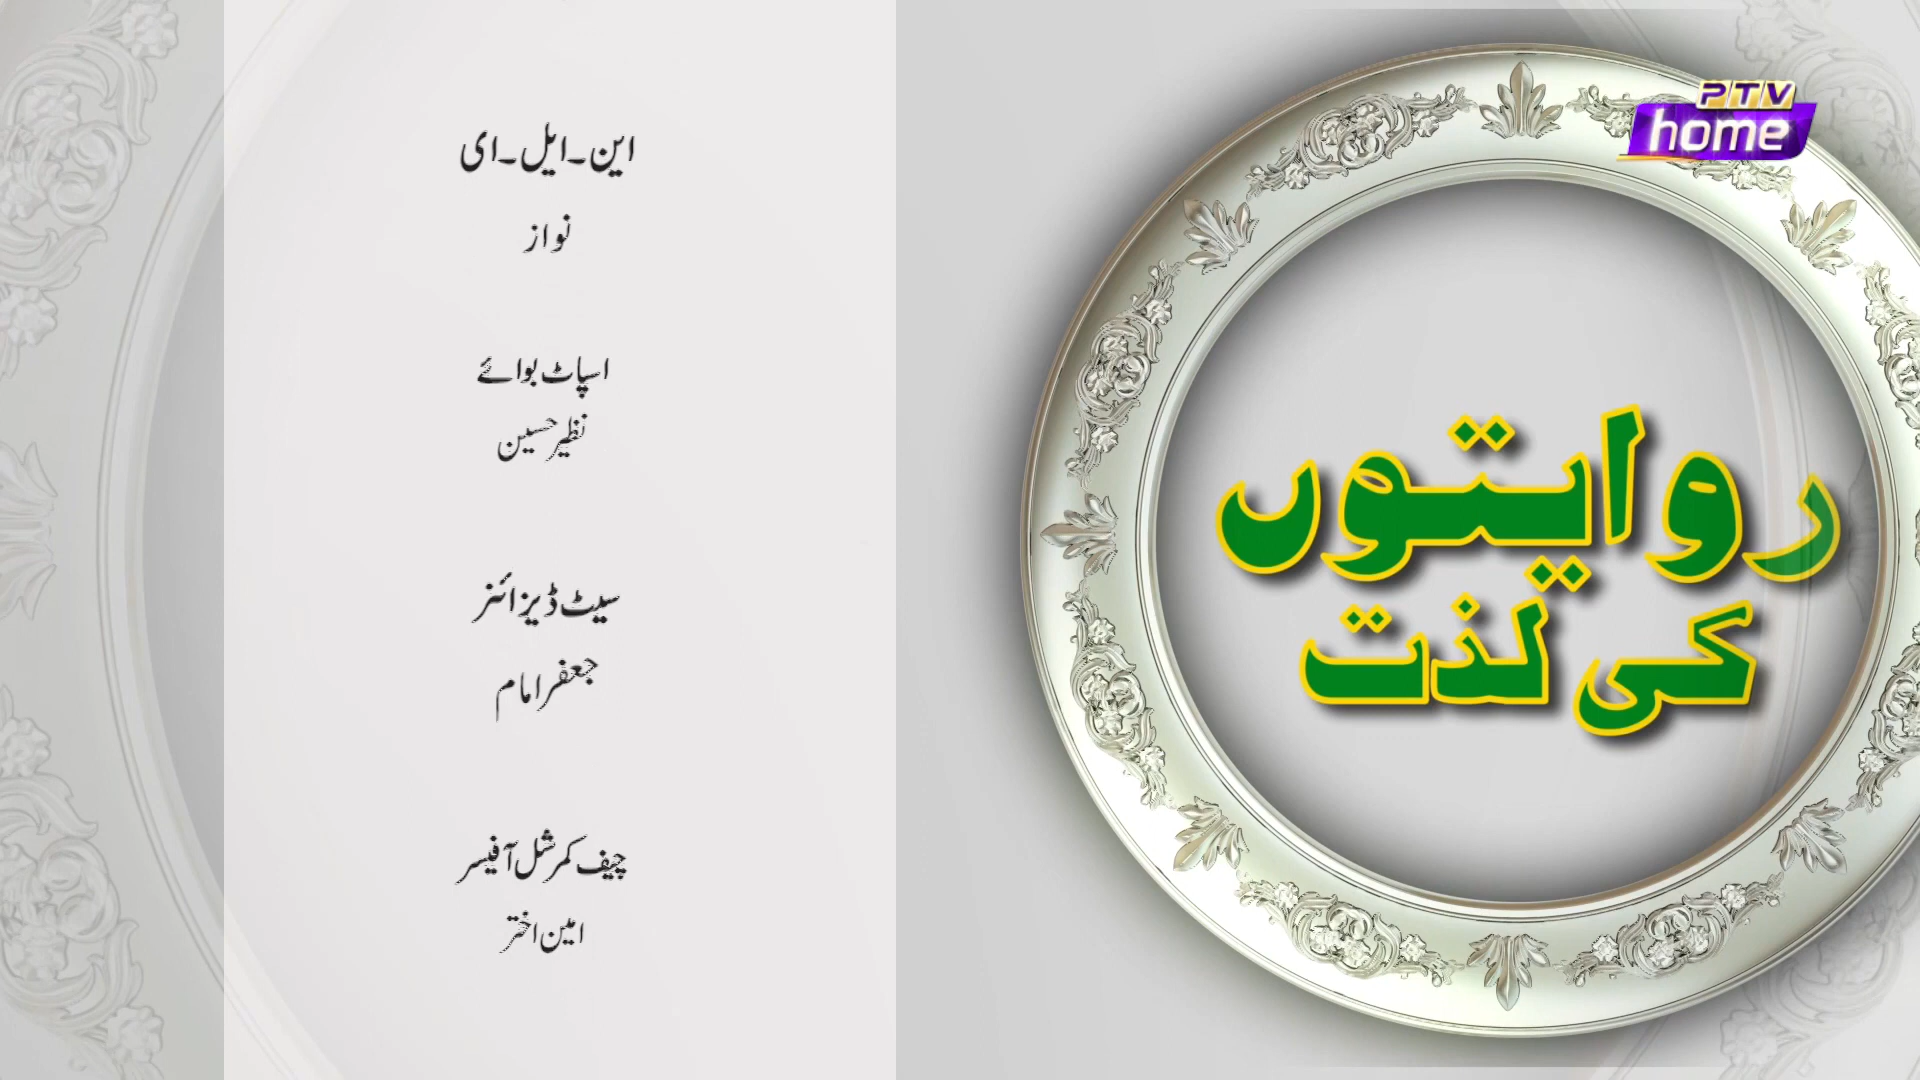 این۔ایل۔ای
نواز
اسپاٹ بوائے
نظیر حسین
سیٹ ڈیزائنر
جعفر امام
چیف کمرشل آفیسر
امین اختر
PTV
home
روایتوں
کی لذت